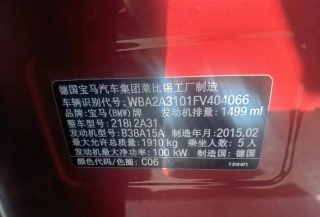 德国宝马汽车集团莱比锡工厂制造
车辆识别代号: WBA2A3101FV404066
品牌: 宝马(BMW)牌 发动机排量: 1499 ml
整车型号: 218i 2A31
发动机型号: B38A15A 制造年月: 2015.02
最大允许总质量: 1910 kg 乘坐人数: 5 人
发动机最大净功率: 100 kW 制造国: 德国
颜色代码/色圈: C06
7 310 971